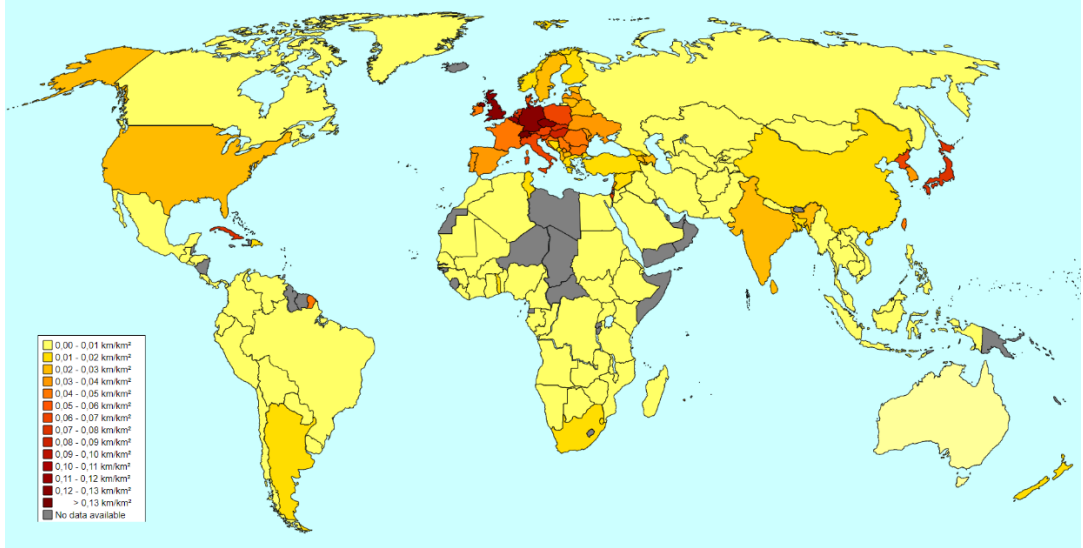 0,00 - 0,01 km/km²
0,01 - 0,02 km/km²
0,02 - 0,03 km/km²
0,03 - 0,04 km/km²
0,04 - 0,05 km/km²
0,05 - 0,06 km/km²
0,06 - 0,07 km/km²
0,07 - 0,08 km/km²
0,08 - 0,09 km/km²
0,09 - 0,10 km/km²
0,10 - 0,11 km/km²
0,11 - 0,12 km/km²
0,12 - 0,13 km/km²
> 0,13 km/km²
No data available